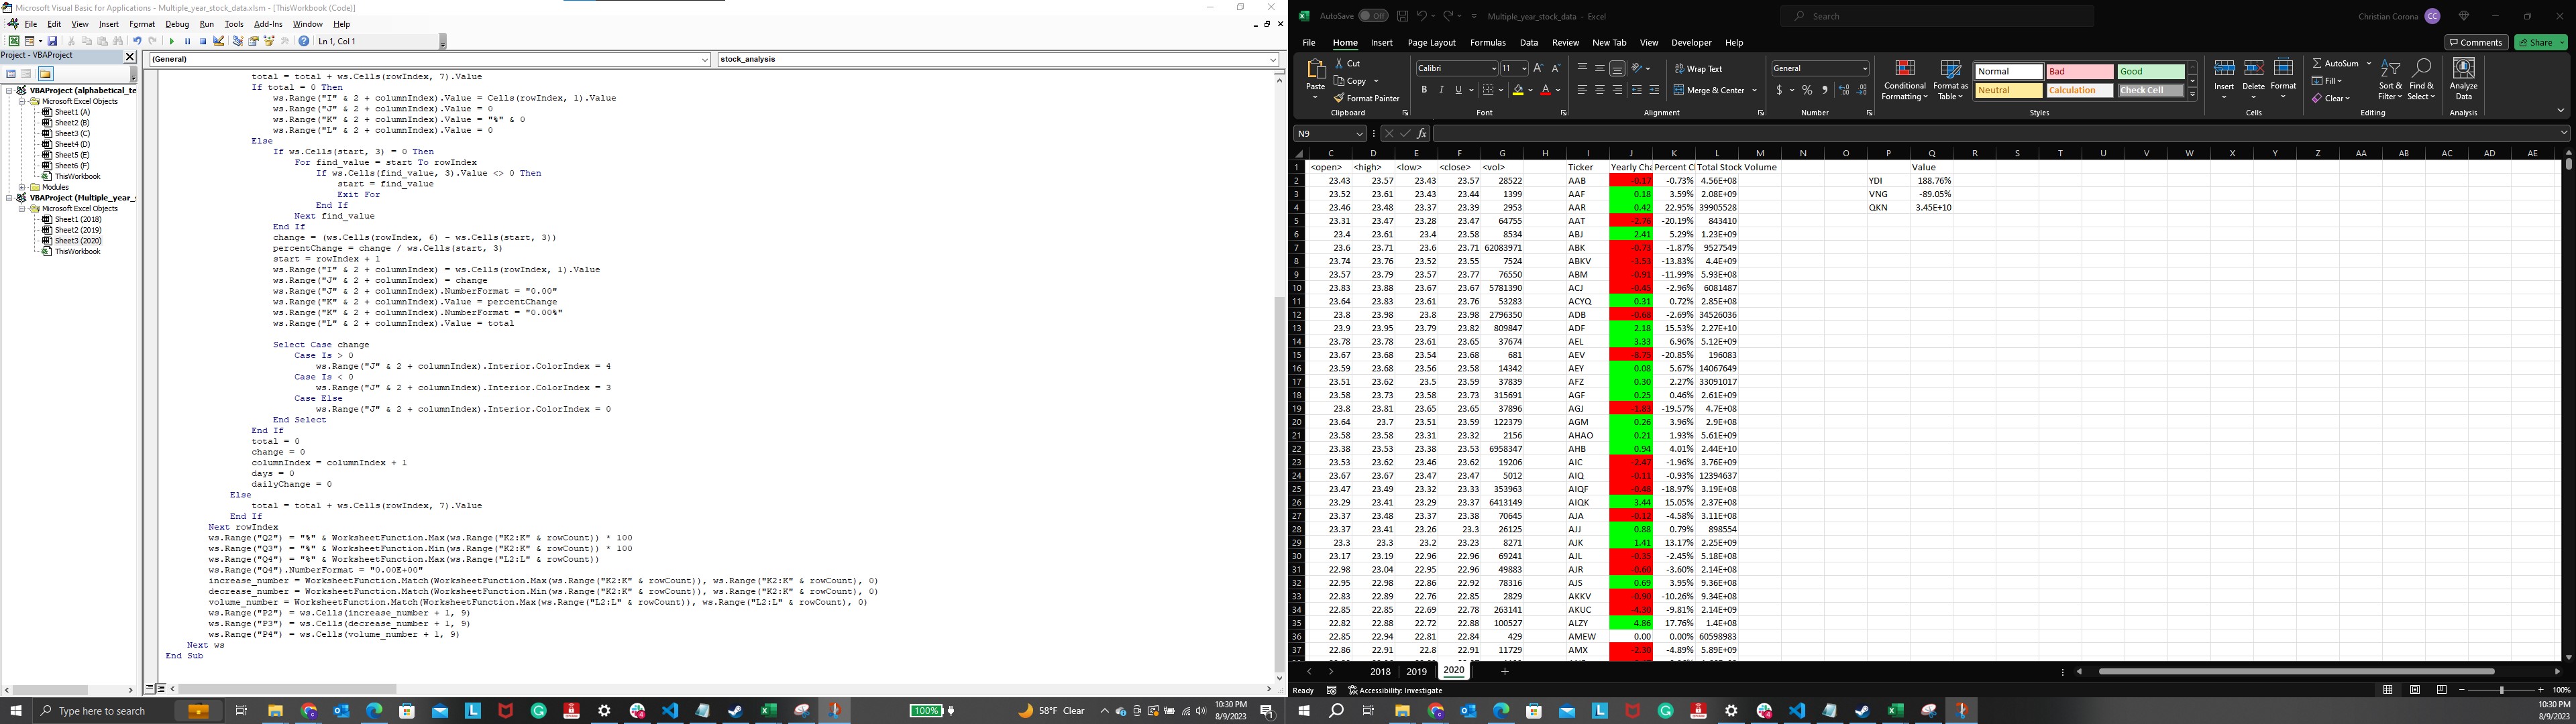 Microsoft Visual Basic for Applications - Multiple_year_stock_data.xlsm - [ThisWorkbook (Code)]
File Edit View Insert Format Debug Run Tools Add-Ins Window Help
Ln 1, Col 1
Project - VBAProject
(General)
stock_analysis
VBAProject (alphabetical_te
Microsoft Excel Objects
Sheet1 (A)
Sheet2 (B)
Sheet3 (C)
Sheet4 (D)
Sheet5 (E)
Sheet6 (F)
ThisWorkbook
Modules
VBAProject (Multiple_year_s
Microsoft Excel Objects
Sheet1 (2018)
Sheet2 (2019)
Sheet3 (2020)
ThisWorkbook
total = total + ws.Cells(rowIndex, 7).Value
If total = 0 Then
ws.Range("I" & 2 + columnIndex).Value = Cells(rowIndex, 1).Value
ws.Range("J" & 2 + columnIndex).Value = 0
ws.Range("K" & 2 + columnIndex).Value = "%" & 0
ws.Range("L" & 2 + columnIndex).Value = 0
Else
If ws.Cells(start, 3) = 0 Then
For find_value = start To rowIndex
If ws.Cells(find_value, 3).Value <> 0 Then
start = find_value
Exit For
End If
Next find_value
End If
change = (ws.Cells(rowIndex, 6) - ws.Cells(start, 3))
percentChange = change / ws.Cells(start, 3)
start = rowIndex + 1
ws.Range("I" & 2 + columnIndex) = ws.Cells(rowIndex, 1).Value
ws.Range("J" & 2 + columnIndex) = change
ws.Range("J" & 2 + columnIndex).NumberFormat = "0.00"
ws.Range("K" & 2 + columnIndex).Value = percentChange
ws.Range("K" & 2 + columnIndex).NumberFormat = "0.00%"
ws.Range("L" & 2 + columnIndex).Value = total
Select Case change
Case Is > 0
ws.Range("J" & 2 + columnIndex).Interior.ColorIndex = 4
Case Is < 0
ws.Range("J" & 2 + columnIndex).Interior.ColorIndex = 3
Case Else
ws.Range("J" & 2 + columnIndex).Interior.ColorIndex = 0
End Select
End If
total = 0
change = 0
columnIndex = columnIndex + 1
days = 0
dailyChange = 0
Else
total = total + ws.Cells(rowIndex, 7).Value
End If
Next rowIndex
ws.Range("Q2") = "%" & WorksheetFunction.Max(ws.Range("K2:K" & rowCount)) * 100
ws.Range("Q3") = "%" & WorksheetFunction.Min(ws.Range("K2:K" & rowCount)) * 100
ws.Range("Q4") = "%" & WorksheetFunction.Max(ws.Range("L2:L" & rowCount))
ws.Range("Q4").NumberFormat = "0.00E+00"
increase_number = WorksheetFunction.Match(WorksheetFunction.Max(ws.Range("K2:K" & rowCount)), ws.Range("K2:K" & rowCount), 0)
decrease_number = WorksheetFunction.Match(WorksheetFunction.Min(ws.Range("K2:K" & rowCount)), ws.Range("K2:K" & rowCount), 0)
volume_number = WorksheetFunction.Match(WorksheetFunction.Max(ws.Range("L2:L" & rowCount)), ws.Range("L2:L" & rowCount), 0)
ws.Range("P2") = ws.Cells(increase_number + 1, 9)
ws.Range("P3") = ws.Cells(decrease_number + 1, 9)
ws.Range("P4") = ws.Cells(volume_number + 1, 9)
Next ws
End Sub
Type here to search
100%
58°F Clear
10:30 PM
8/9/2023
AutoSave Off Multiple_year_stock_data - Excel Search Christian Corona CC
File Home Insert Page Layout Formulas Data Review New Tab View Developer Help Comments Share
Paste Cut Copy Format Painter Clipboard
Calibri 11 B I U Font
Wrap Text Merge & Center Alignment
General $ % Number
Conditional Formatting Format as Table Normal Bad Good Neutral Calculation Check Cell Styles
Insert Delete Format Cells
AutoSum Fill Clear Sort & Filter Find & Select Editing
Analyze Data Analysis
N9 fx
C D E F G H I J K L M N O P Q R S T U V W X Y Z AA AB AC AD AE
1 <open> <high> <low> <close> <vol> Ticker Yearly Cha Percent Cl Total Stock Volume Value
2 23.43 23.57 23.43 23.57 28522 AAB -0.17 -0.73% 4.56E+08 YDI 188.76%
3 23.52 23.61 23.43 23.44 1399 AAF 0.18 3.59% 2.08E+09 VNG -89.05%
4 23.46 23.48 23.37 23.39 2953 AAR 0.42 22.95% 39905528 QKN 3.45E+10
5 23.31 23.47 23.28 23.47 64755 AAT -2.76 -20.19% 843410
6 23.4 23.61 23.4 23.58 8534 ABJ 2.41 5.29% 1.23E+09
7 23.6 23.71 23.6 23.71 62083971 ABK -0.73 -1.87% 9527549
8 23.74 23.76 23.52 23.55 7524 ABKV -3.53 -13.83% 4.4E+09
9 23.57 23.79 23.57 23.77 76550 ABM -0.91 -11.99% 5.93E+08
10 23.83 23.88 23.67 23.67 5781390 ACJ -0.45 -2.96% 6081487
11 23.64 23.83 23.61 23.76 53283 ACYQ 0.31 0.72% 2.85E+08
12 23.8 23.98 23.8 23.98 2796350 ADB -0.68 -2.69% 34526036
13 23.9 23.95 23.79 23.82 809847 ADF 2.18 15.53% 2.27E+10
14 23.78 23.78 23.61 23.65 37674 AEL 3.33 6.96% 5.12E+09
15 23.67 23.68 23.54 23.68 681 AEV -8.75 -20.85% 196083
16 23.59 23.68 23.56 23.58 14342 AEY 0.08 5.67% 14067649
17 23.51 23.62 23.5 23.59 37839 AFZ 0.30 2.27% 33091017
18 23.58 23.73 23.58 23.73 315691 AGF 0.25 0.46% 2.61E+09
19 23.8 23.81 23.65 23.65 37896 AGJ -1.83 -19.57% 4.7E+08
20 23.64 23.7 23.51 23.59 122379 AGM 0.26 3.96% 2.9E+08
21 23.58 23.58 23.31 23.32 2156 AHAO 0.21 1.93% 5.61E+09
22 23.38 23.53 23.38 23.53 6958347 AHB 0.94 4.01% 2.44E+10
23 23.53 23.62 23.46 23.62 19206 AIC -2.47 -1.96% 3.76E+09
24 23.67 23.67 23.47 23.47 5012 AIQ -0.11 -0.93% 12394637
25 23.47 23.49 23.32 23.33 353963 AIQF -0.48 -18.97% 3.19E+08
26 23.29 23.41 23.29 23.37 6413149 AIQK 3.44 15.05% 2.37E+08
27 23.37 23.48 23.37 23.38 70645 AJA -0.12 -4.58% 3.11E+08
28 23.37 23.41 23.26 23.3 26125 AJJ 0.88 0.79% 898554
29 23.3 23.3 23.2 23.23 8271 AJK 1.41 13.17% 2.25E+09
30 23.17 23.19 22.96 22.96 69241 AJL -0.35 -2.45% 5.18E+08
31 22.98 23.04 22.95 22.96 49883 AJR -0.60 -3.60% 2.14E+08
32 22.95 22.98 22.86 22.92 78316 AJS 0.69 3.95% 9.36E+08
33 22.83 22.89 22.76 22.85 2829 AKKV -0.90 -10.26% 9.34E+08
34 22.85 22.85 22.69 22.78 263141 AKUC -4.30 -9.81% 2.14E+09
35 22.82 22.88 22.72 22.88 100527 ALZY 4.86 17.76% 1.4E+08
36 22.85 22.94 22.81 22.84 429 AMEW 0.00 0.00% 60598983
37 22.86 22.91 22.8 22.91 11729 AMX -2.30 -4.89% 5.89E+09
2018 2019 2020
Ready Accessibility: Investigate 100%
10:30 PM
8/9/2023